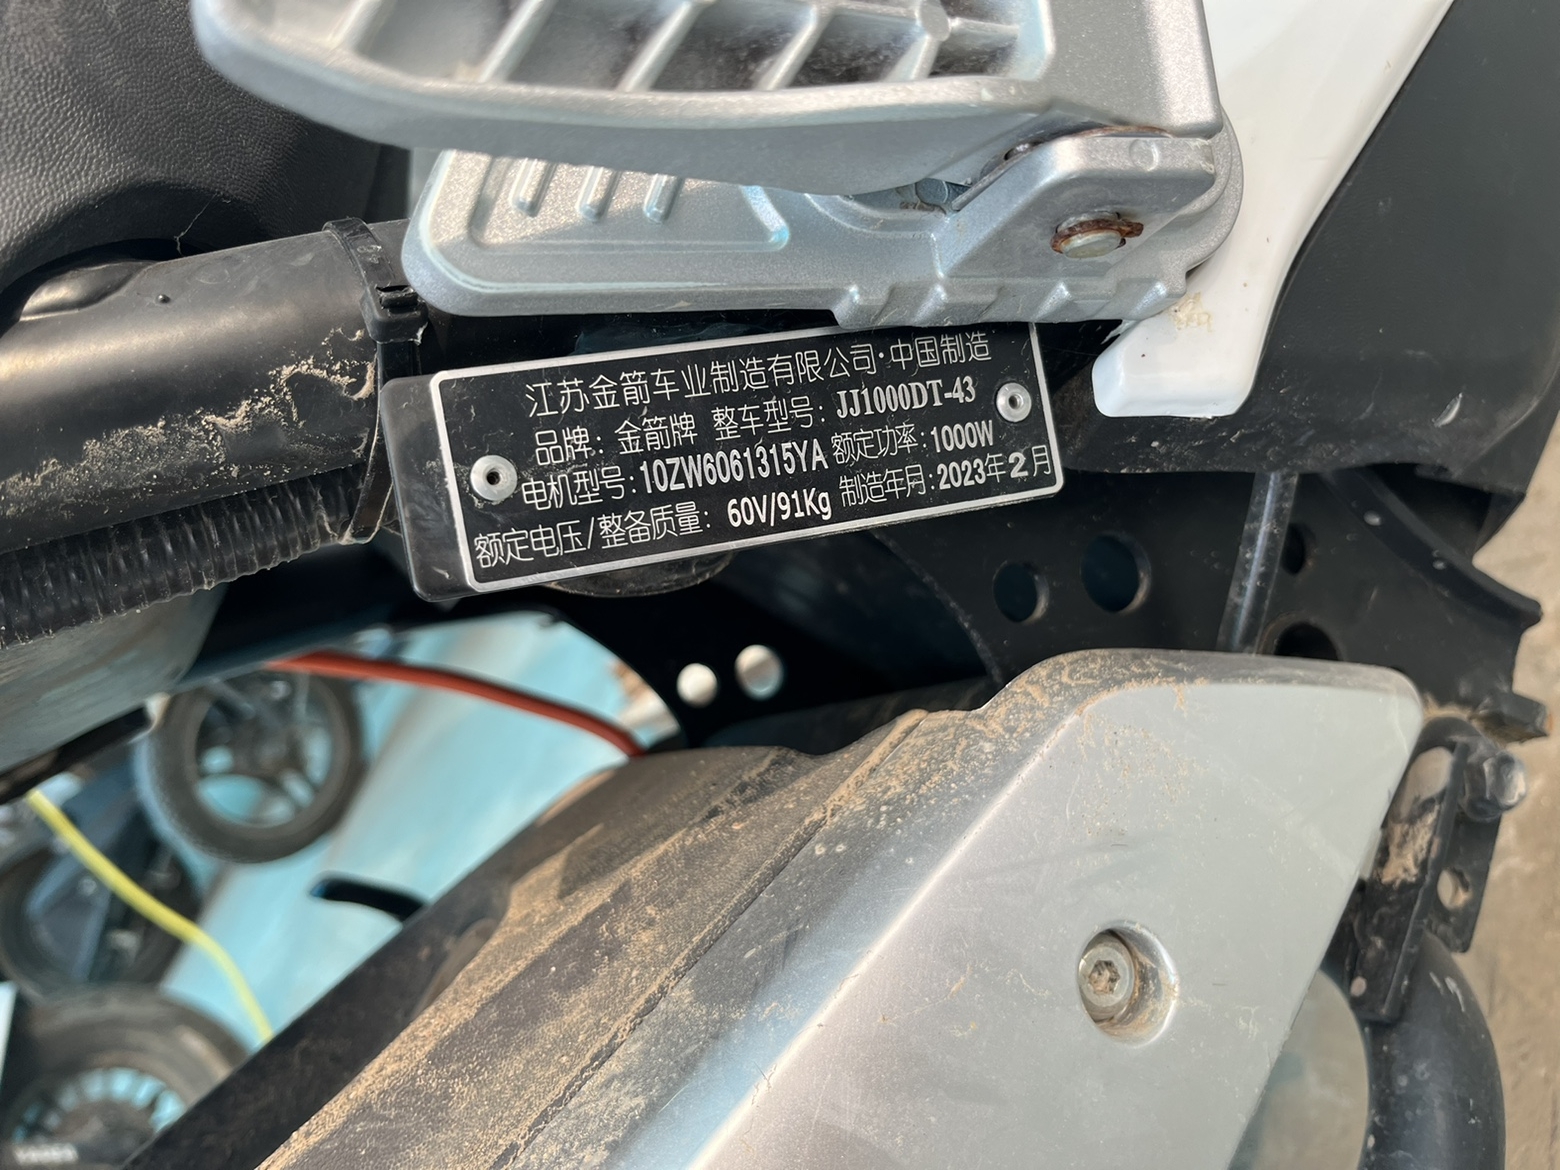 江苏金箭车业制造有限公司·中国制造
品牌：金箭牌 整车型号：JJ1000DT-43
电机型号：10ZW6061315YA 额定功率：1000W
额定电压/整备质量：60V/91Kg 制造年月：2023年2月
YADEA